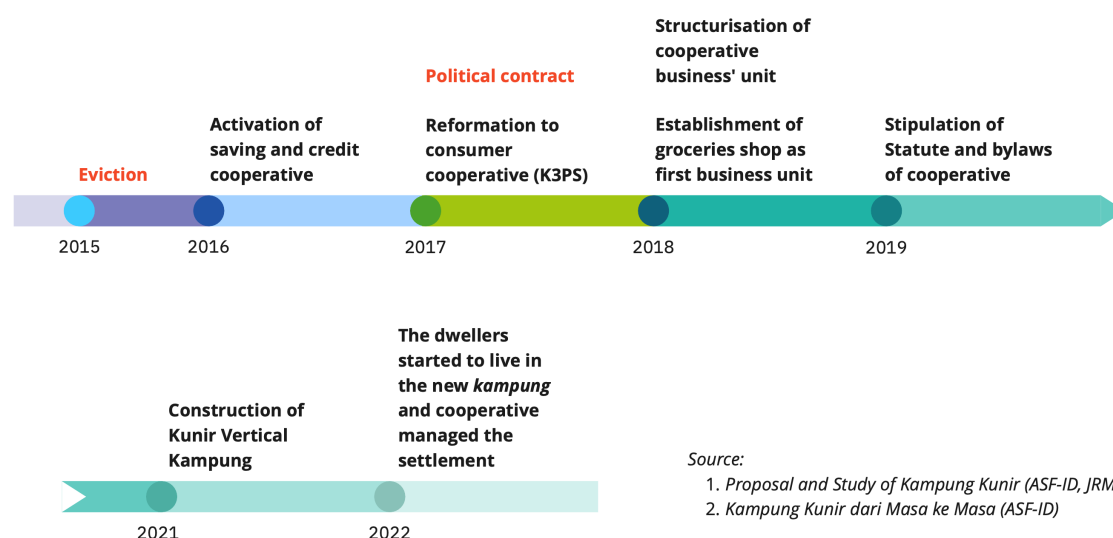 Eviction
2015
Activation of
saving and credit
cooperative
2016
Political contract
Reformation to
consumer
cooperative (K3PS)
2017
Structurisation of
cooperative
business' unit
Establishment of
groceries shop as
first business unit
2018
Stipulation of
Statute and bylaws
of cooperative
2019
Construction of
Kunir Vertical
Kampung
2021
The dwellers
started to live in
the new kampung
and cooperative
managed the
settlement
2022
Source:
1. Proposal and Study of Kampung Kunir (ASF-ID, JRM
2. Kampung Kunir dari Masa ke Masa (ASF-ID)